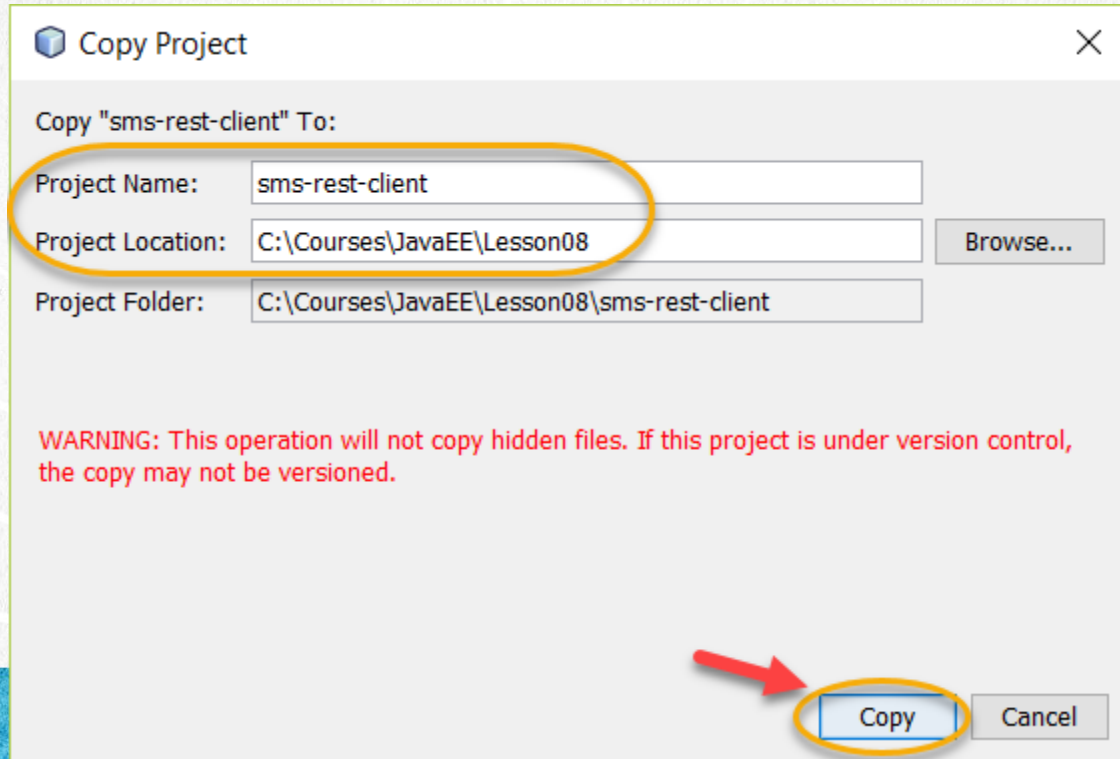 Copy Project
Copy "sms-rest-client" To:
Project Name: sms-rest-client
Project Location: C:\Courses\JavaEE\Lesson08 Browse...
Project Folder: C:\Courses\JavaEE\Lesson08\sms-rest-client
WARNING: This operation will not copy hidden files. If this project is under version control,
the copy may not be versioned.
Copy Cancel